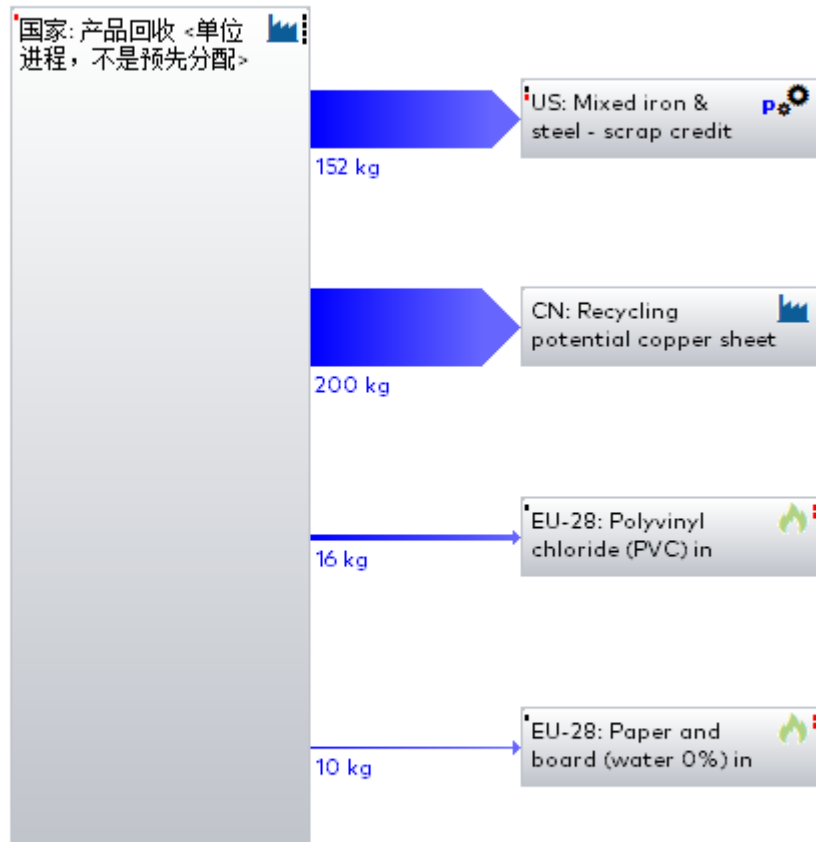 国家: 产品回收 <单位
进程，不是预先分配>
US: Mixed iron &
steel - scrap credit
152 kg
CN: Recycling
potential copper sheet
200 kg
EU-28: Polyvinyl
chloride (PVC) in
16 kg
EU-28: Paper and
board (water 0%) in
10 kg